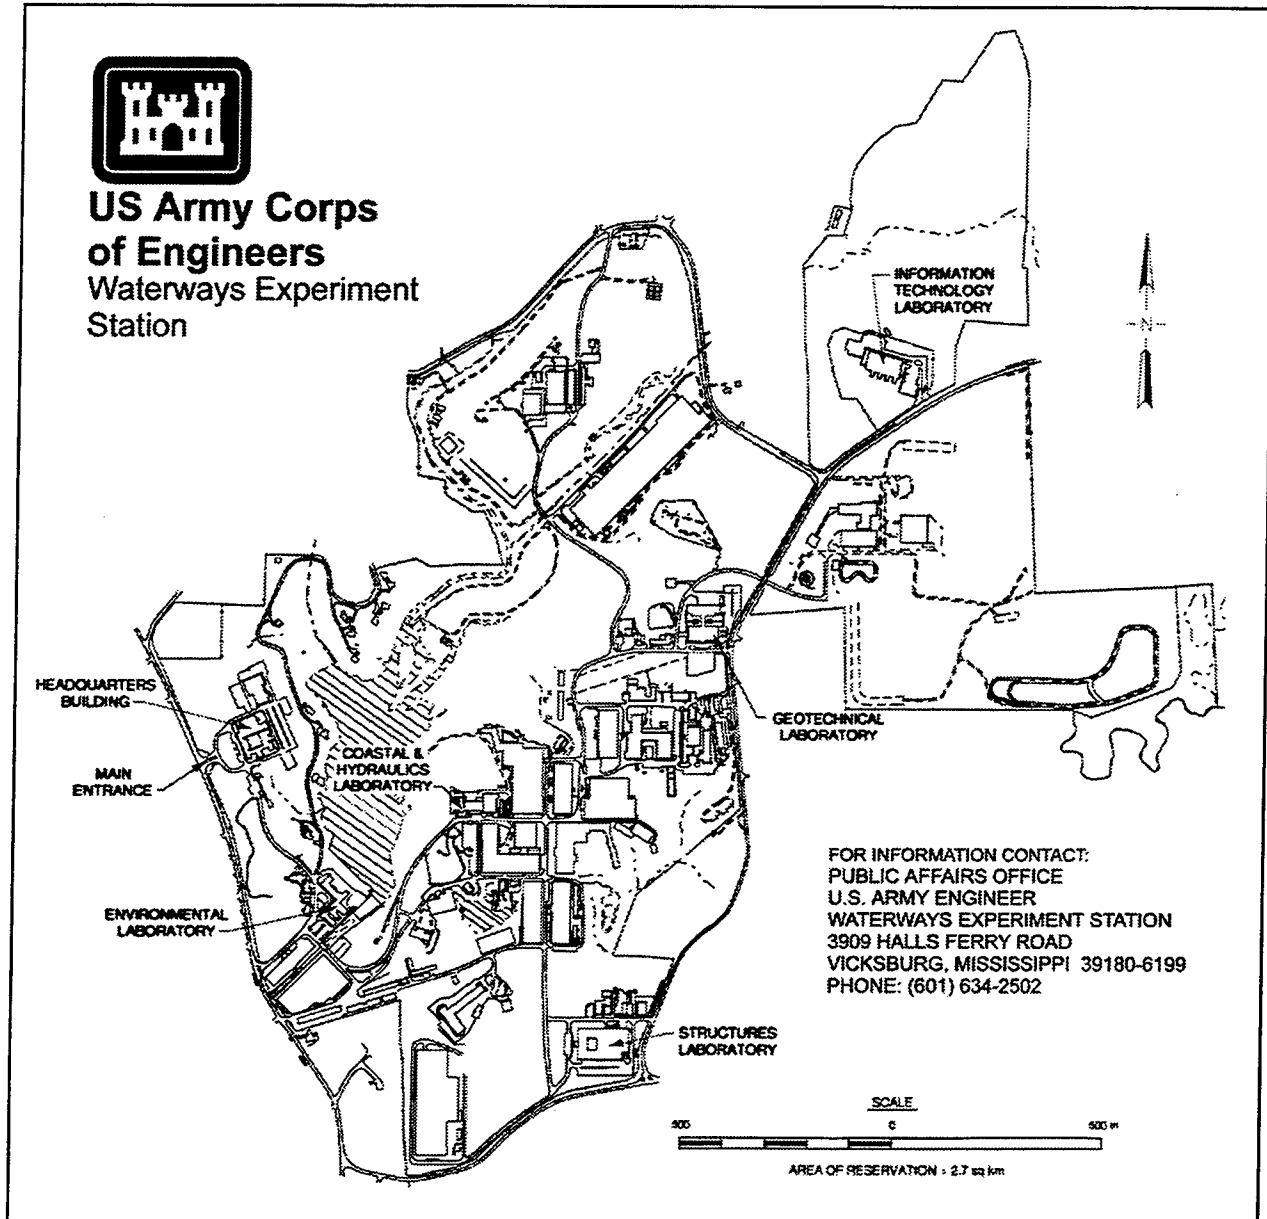 US Army Corps
of Engineers
Waterways Experiment
Station
INFORMATION
TECHNOLOGY
LABORATORY
N
HEADQUARTERS
BUILDING
MAIN
ENTRANCE
COASTAL &
HYDRAULICS
LABORATORY
GEOTECHNICAL
LABORATORY
ENVIRONMENTAL
LABORATORY
FOR INFORMATION CONTACT:
PUBLIC AFFAIRS OFFICE
U.S. ARMY ENGINEER
WATERWAYS EXPERIMENT STATION
3909 HALLS FERRY ROAD
VICKSBURG, MISSISSIPPI 39180-6199
PHONE: (601) 634-2502
STRUCTURES
LABORATORY
SCALE
500 0 500 m
AREA OF RESERVATION = 2.7 sq km